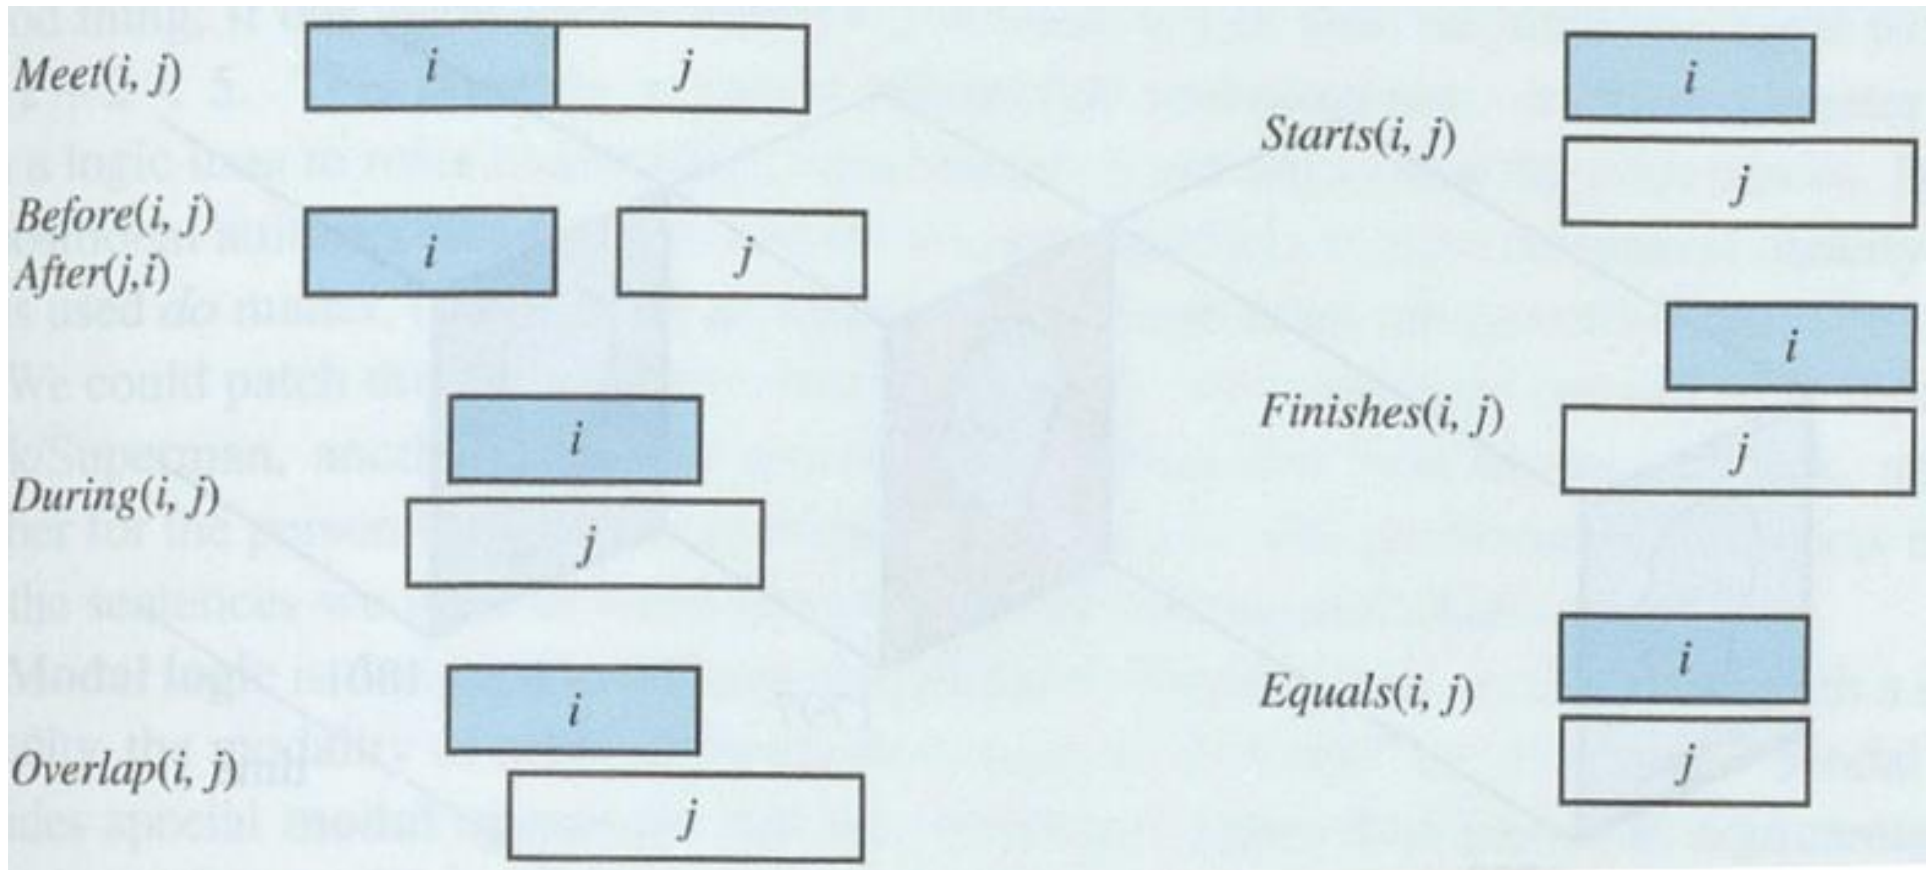 Meet(i, j)
i
j
Before(i, j)
After(j,i)
i
j
During(i, j)
i
j
Overlap(i, j)
i
j
Starts(i, j)
i
j
Finishes(i, j)
i
j
Equals(i, j)
i
j